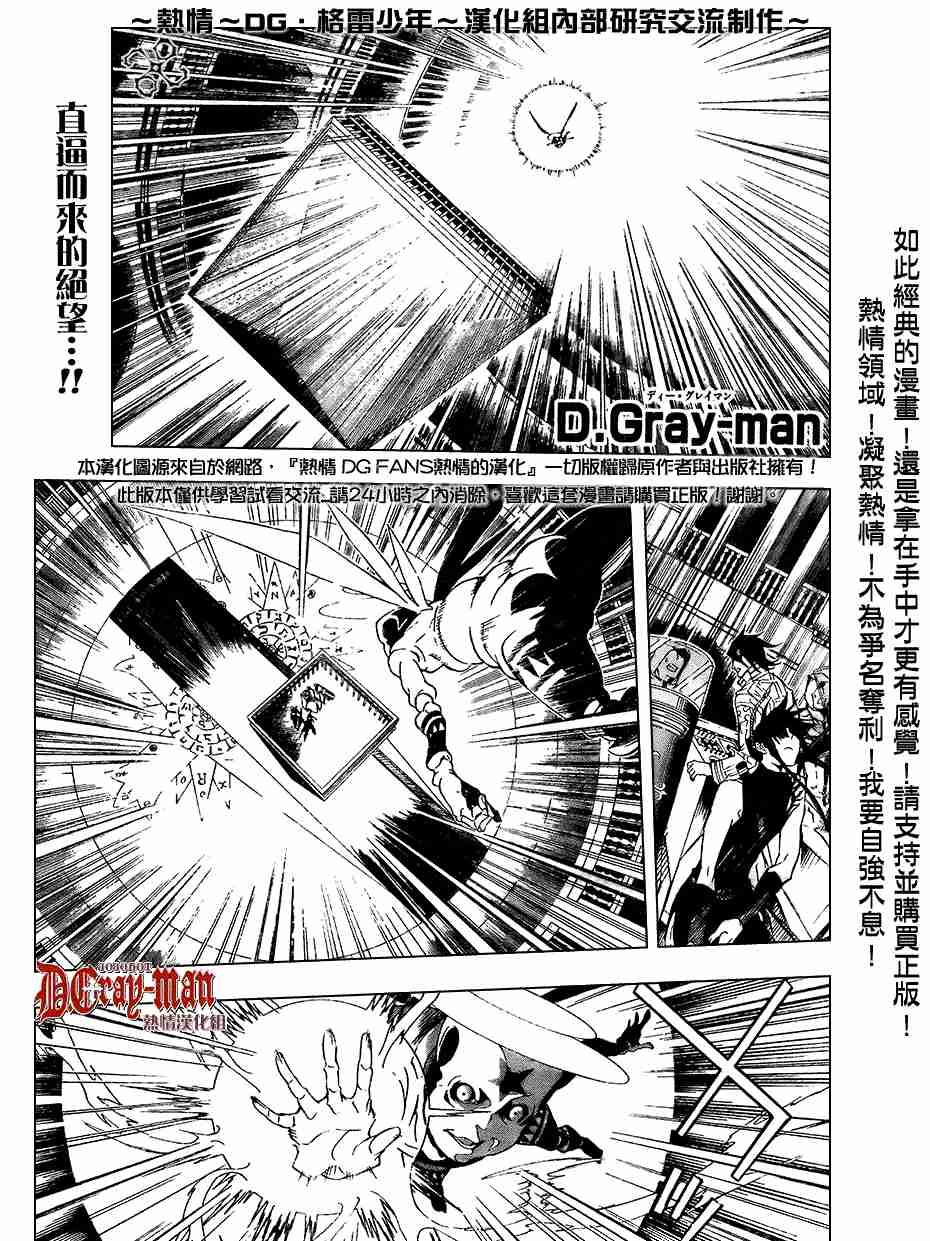 ～熱情～DG．格雷少年～漢化組內部研究交流制作～
直逼而來的絕望…!!
ディー・グレイマン
D.Gray-man
本漢化圖源來自於網路，『熱情 DG FANS熱情的漢化』一切版權歸原作者與出版社擁有！
此版本僅供學習試看交流，請24小時之內消除，喜歡這套漫畫請購買正版！謝謝。
如此經典的漫畫！還是拿在手中才更有感覺！請支持並購買正版！
熱情領域！凝聚熱情！不為爭名奪利！我要自強不息！
D.Gray-man
熱情漢化組